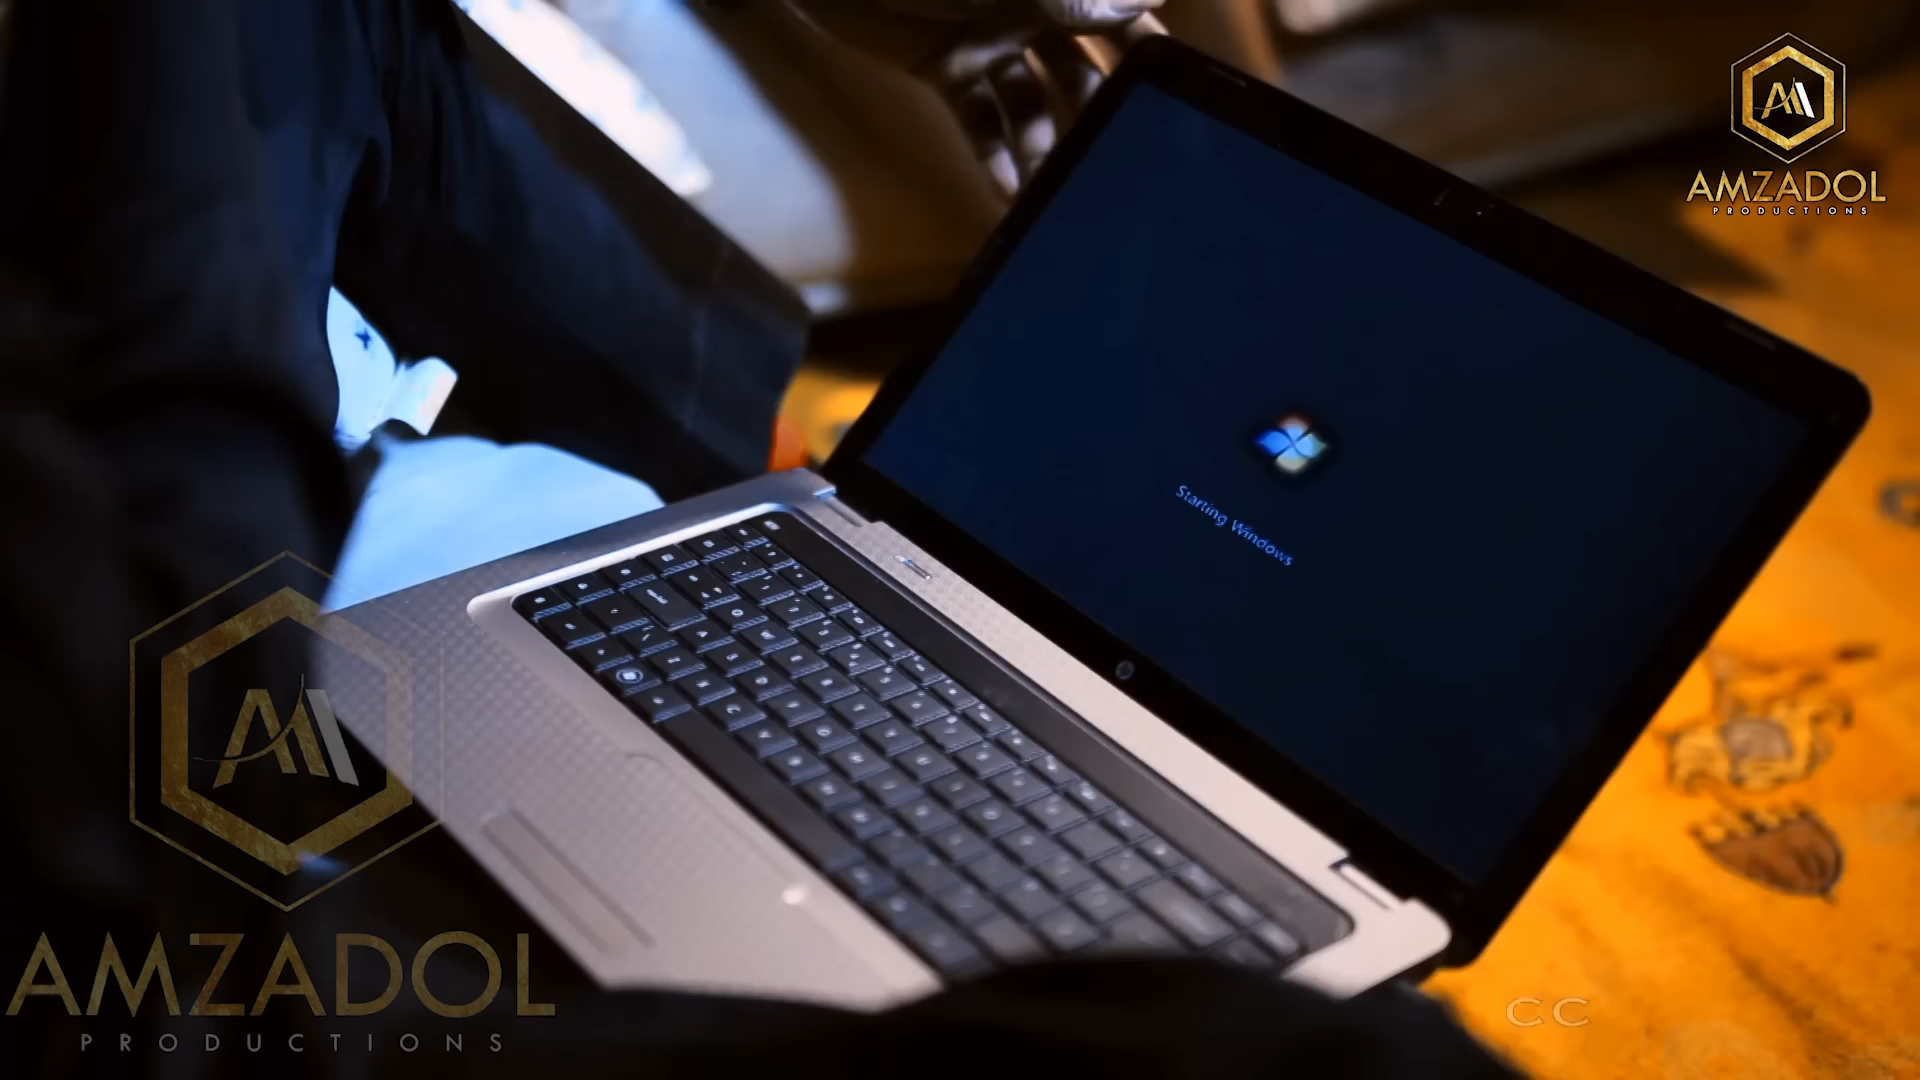 AMZADOL
PRODUCTIONS
Starting Windows
AMZADOL
PRODUCTIONS
CC